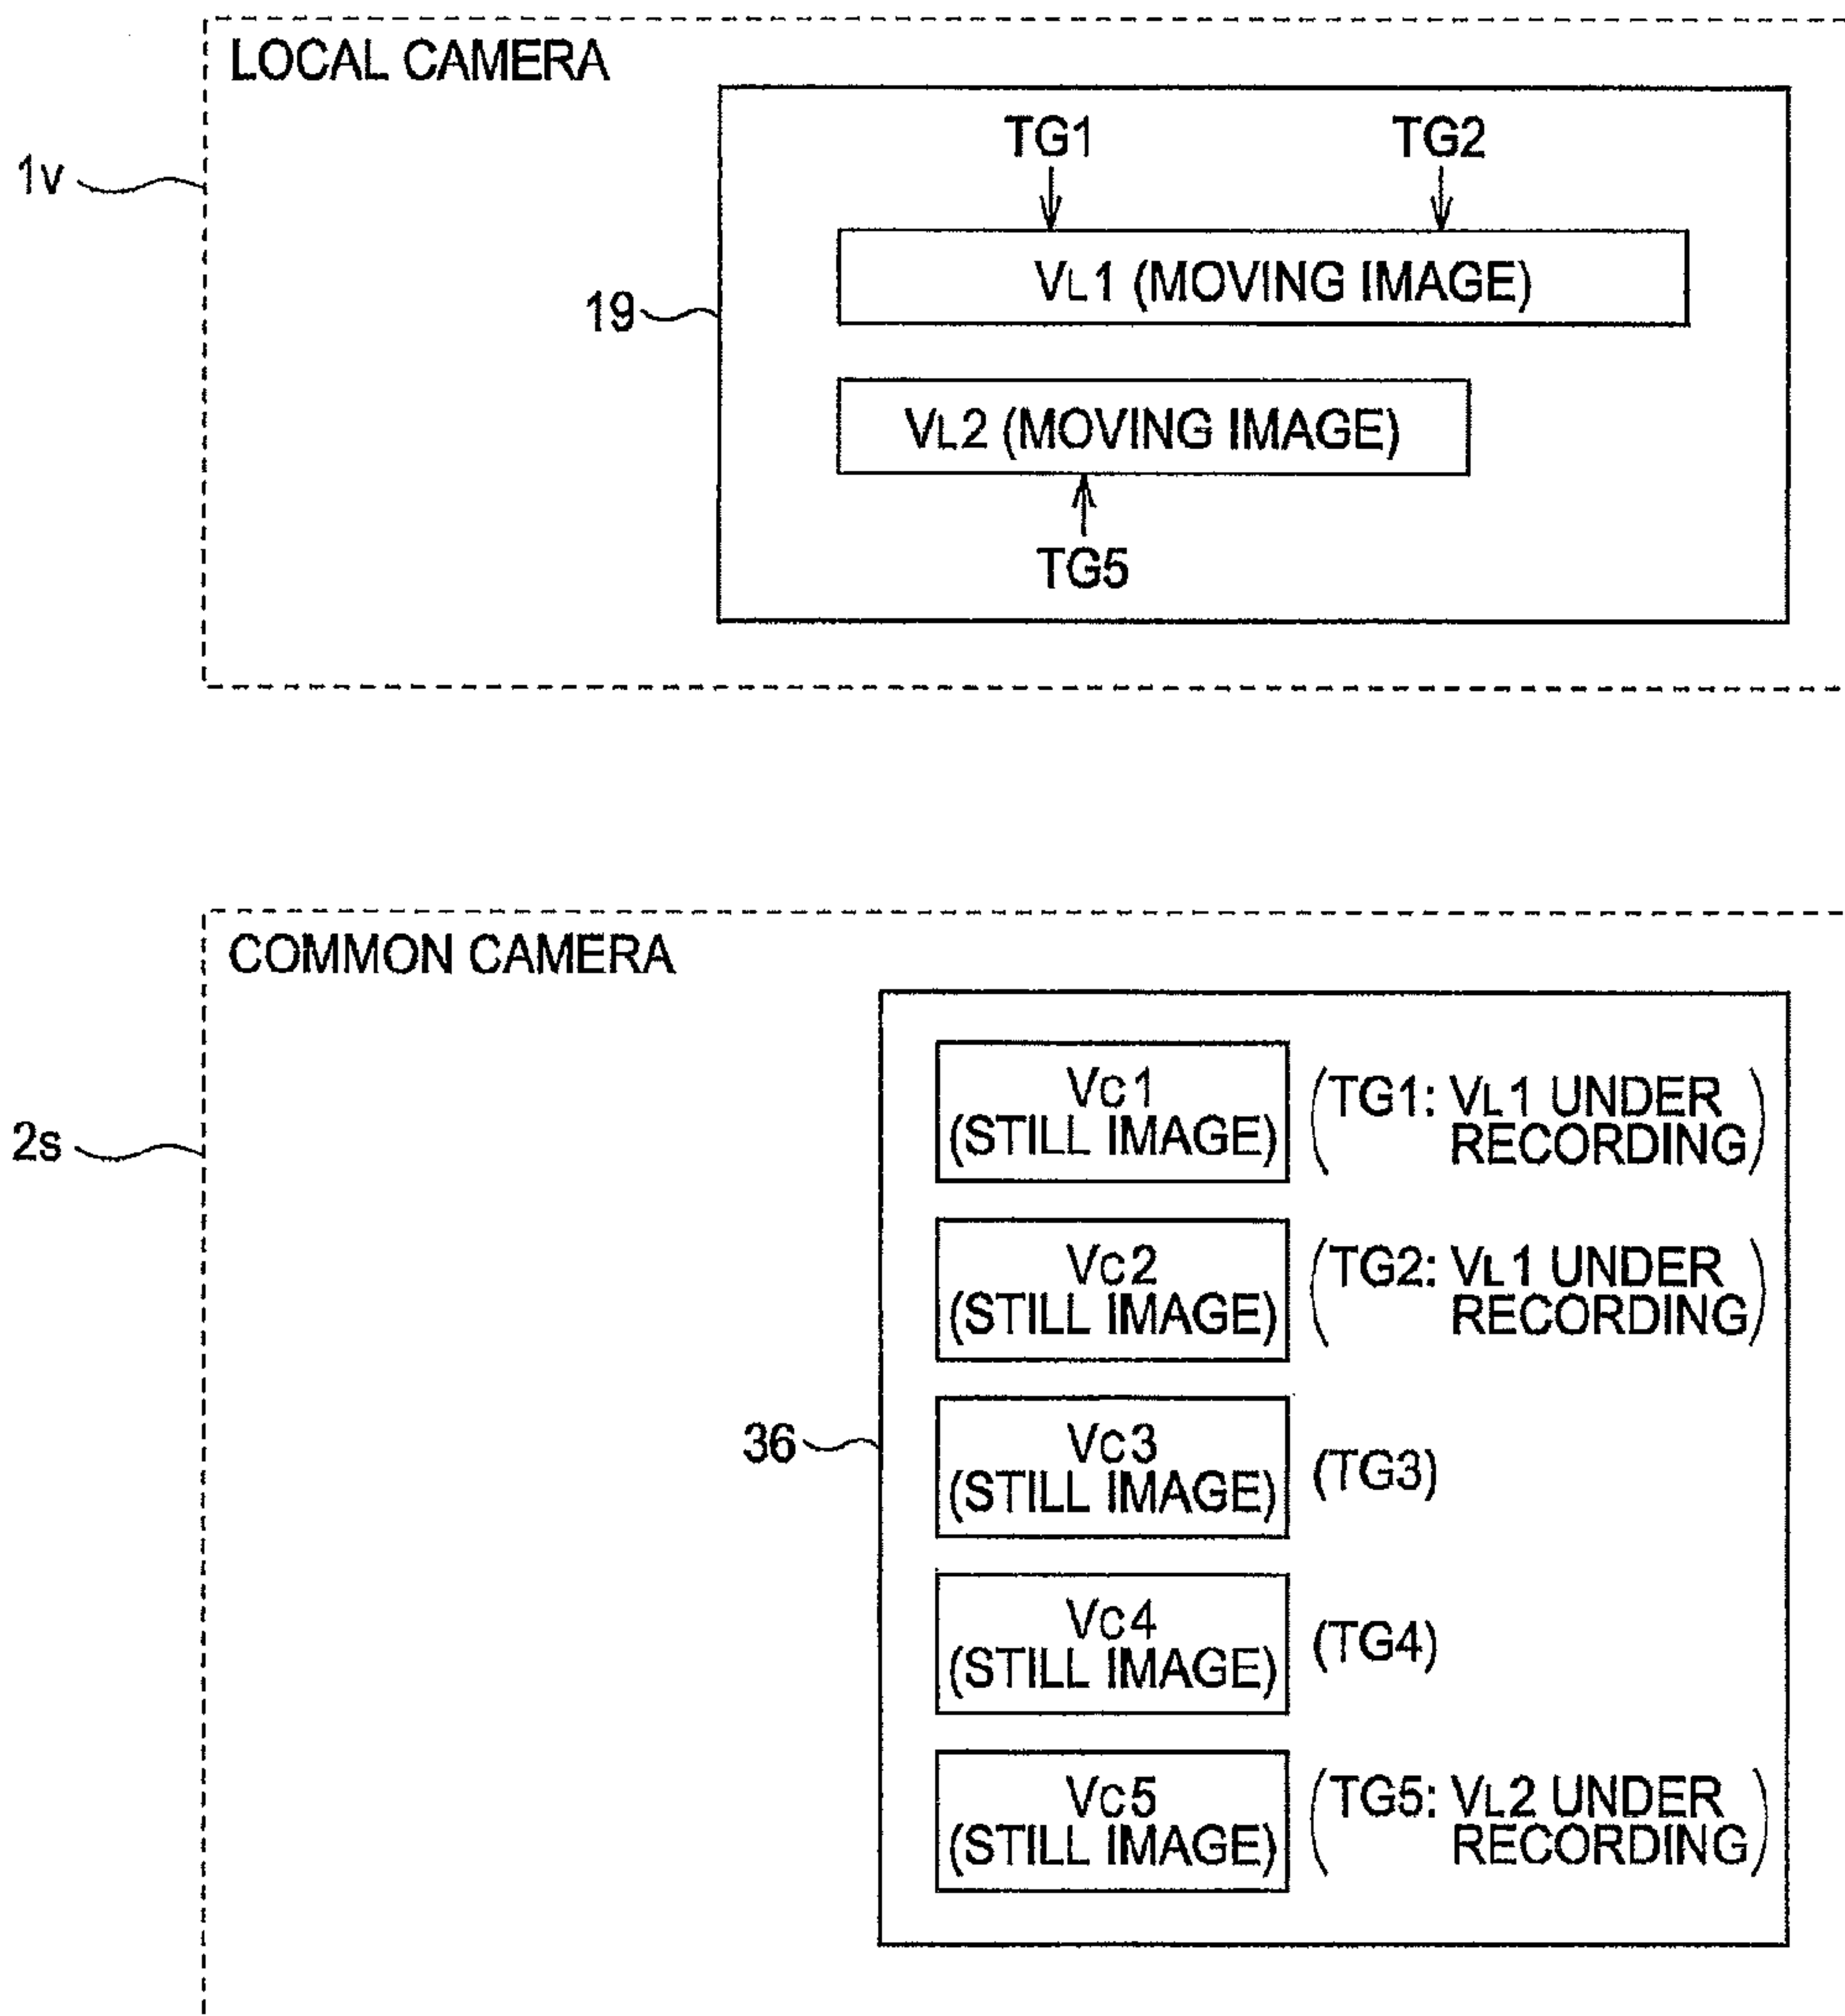 LOCAL CAMERA
1v
TG1 TG2
VL1 (MOVING IMAGE)
19
VL2 (MOVING IMAGE)
TG5
COMMON CAMERA
2s
VC1
(STILL IMAGE)
(TG1: VL1 UNDER
RECORDING)
VC2
(STILL IMAGE)
(TG2: VL1 UNDER
RECORDING)
36
VC3
(STILL IMAGE)
(TG3)
VC4
(STILL IMAGE)
(TG4)
VC5
(STILL IMAGE)
(TG5: VL2 UNDER
RECORDING)